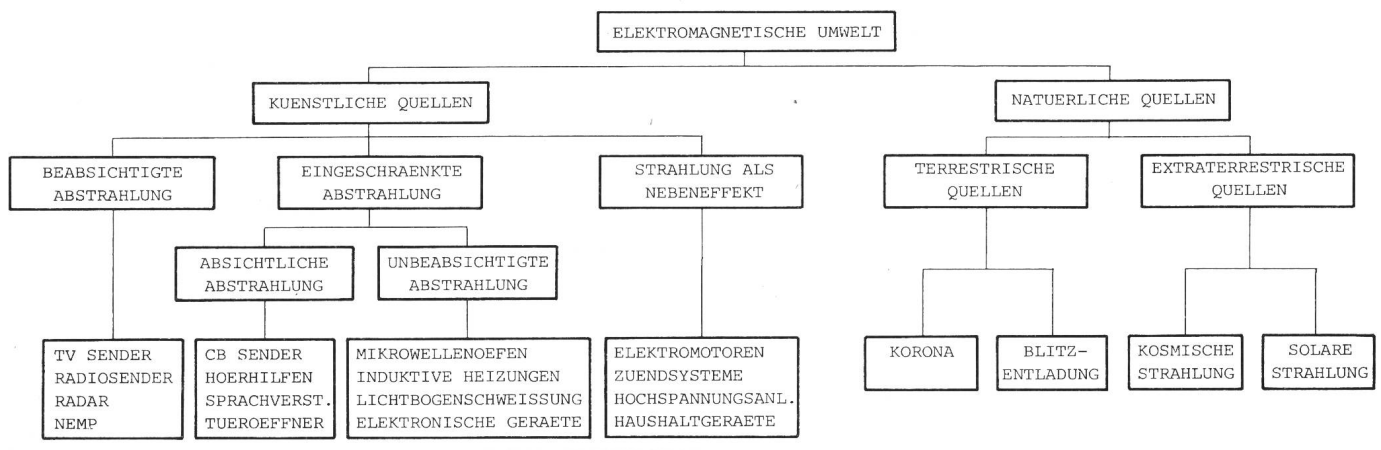 ELEKTROMAGNETISCHE UMWELT
KUENSTLICHE QUELLEN
NATUERLICHE QUELLEN
BEABSICHTIGTE
ABSTRAHLUNG
EINGESCHRAENKTE
ABSTRAHLUNG
STRAHLUNG ALS
NEBENEFFEKT
TERRESTRISCHE
QUELLEN
EXTRATERRESTRISCHE
QUELLEN
ABSICHTLICHE
ABSTRAHLUNG
UNBEABSICHTIGTE
ABSTRAHLUNG
TV SENDER
RADIOSENDER
RADAR
NEMP
CB SENDER
HOERHILFEN
SPRACHVERST.
TUEROEFFNER
MIKROWELLENOEFEN
INDUKTIVE HEIZUNGEN
LICHTBOGENSCHWEISSUNG
ELEKTRONISCHE GERAETE
ELEKTROMOTOREN
ZUENDSYSTEME
HOCHSPANNUNGSANL.
HAUSHALTGERAETE
KORONA
BLITZ-
ENTLADUNG
KOSMISCHE
STRAHLUNG
SOLARE
STRAHLUNG